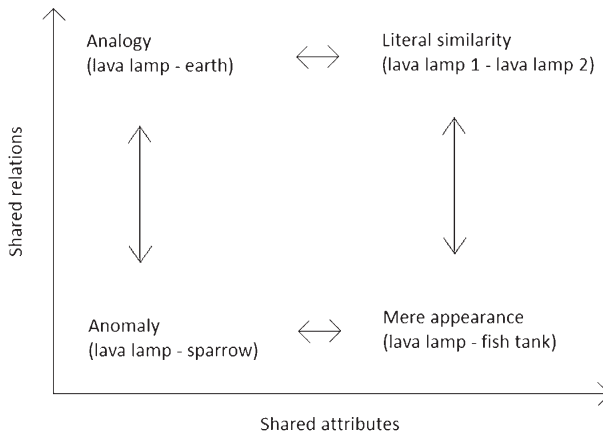 Analogy
(lava lamp - earth)
Literal similarity
(lava lamp 1 - lava lamp 2)
Shared relations
Anomaly
(lava lamp - sparrow)
Mere appearance
(lava lamp - fish tank)
Shared attributes